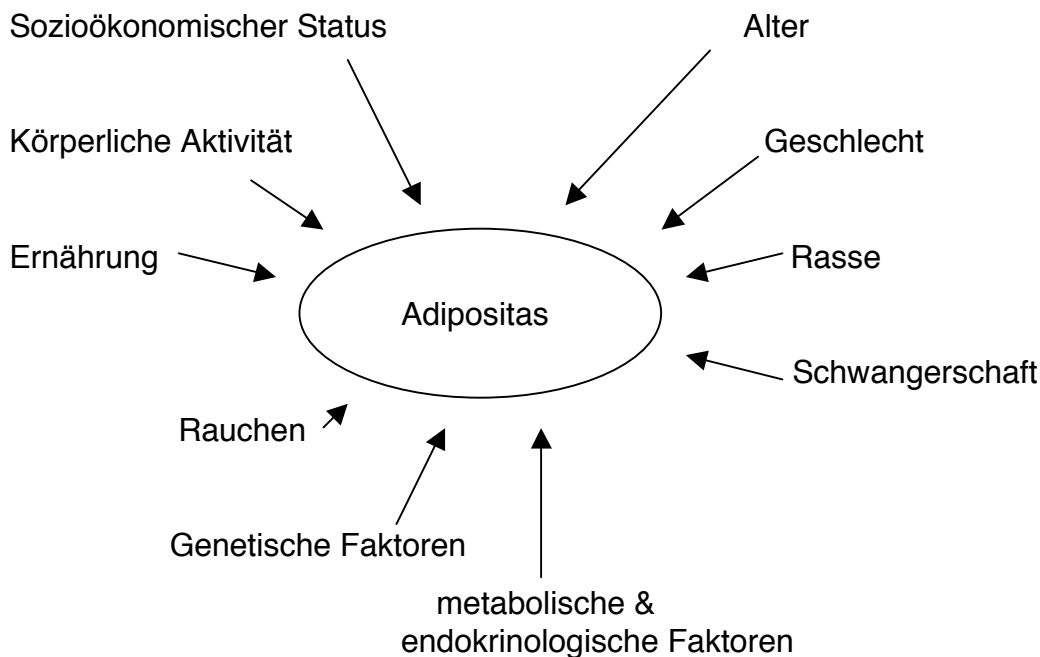 Sozioökonomischer Status
Alter
Körperliche Aktivität
Geschlecht
Ernährung
Rasse
Adipositas
Schwangerschaft
Rauchen
Genetische Faktoren
metabolische &
endokrinologische Faktoren